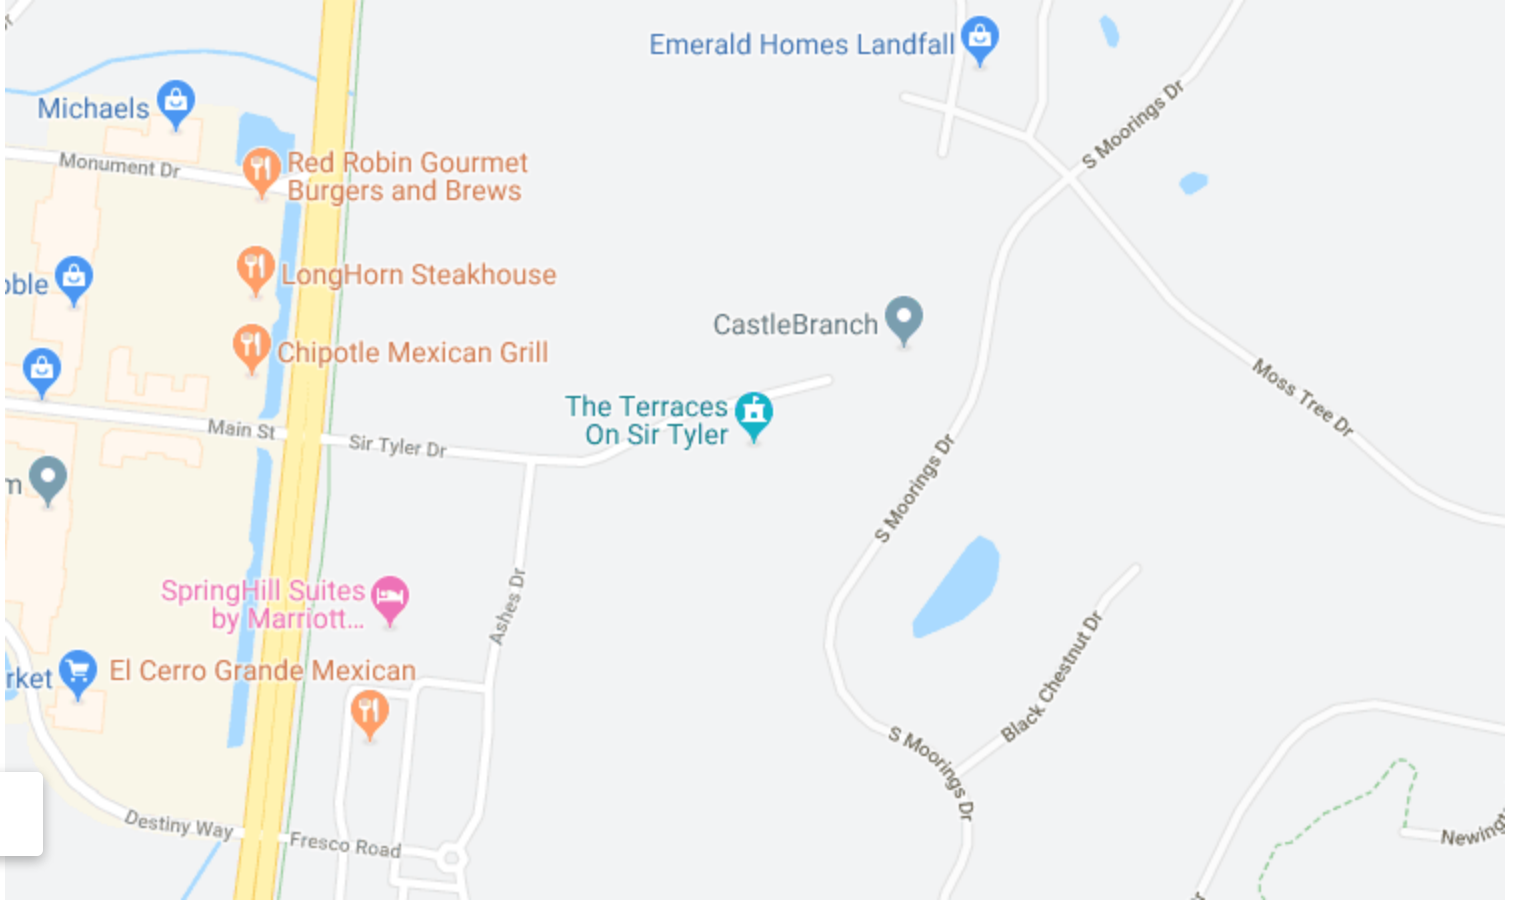 Emerald Homes Landfall
Michaels
S Moorings Dr
Monument Dr
Red Robin Gourmet
Burgers and Brews
LongHorn Steakhouse
CastleBranch
Chipotle Mexican Grill
Moss Tree Dr
The Terraces
On Sir Tyler
Main St
Sir Tyler Dr
S Moorings Dr
SpringHill Suites
by Marriott...
Ashes Dr
El Cerro Grande Mexican
Black Chestnut Dr
S Moorings Dr
Destiny Way
Fresco Road